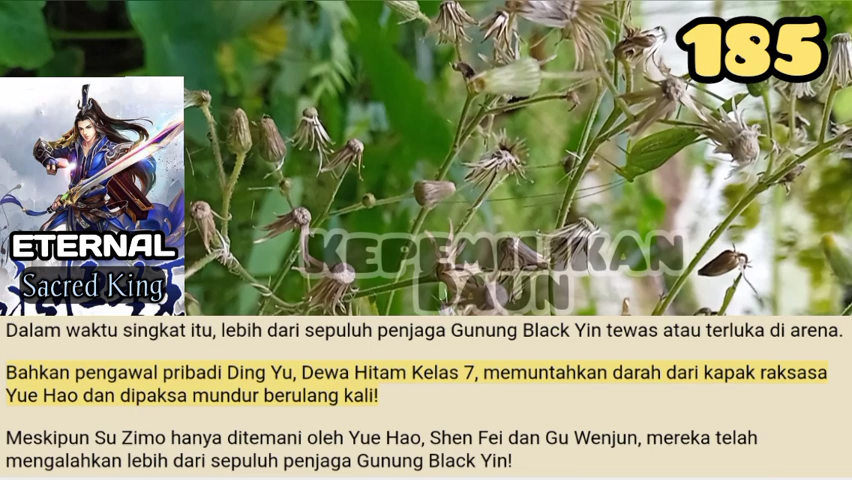 185
ETERNAL
Sacred King
KEPEMILIKAN
DAUN
Dalam waktu singkat itu, lebih dari sepuluh penjaga Gunung Black Yin tewas atau terluka di arena.
Bahkan pengawal pribadi Ding Yu, Dewa Hitam Kelas 7, memuntahkan darah dari kapak raksasa
Yue Hao dan dipaksa mundur berulang kali!
Meskipun Su Zimo hanya ditemani oleh Yue Hao, Shen Fei dan Gu Wenjun, mereka telah
mengalahkan lebih dari sepuluh penjaga Gunung Black Yin!